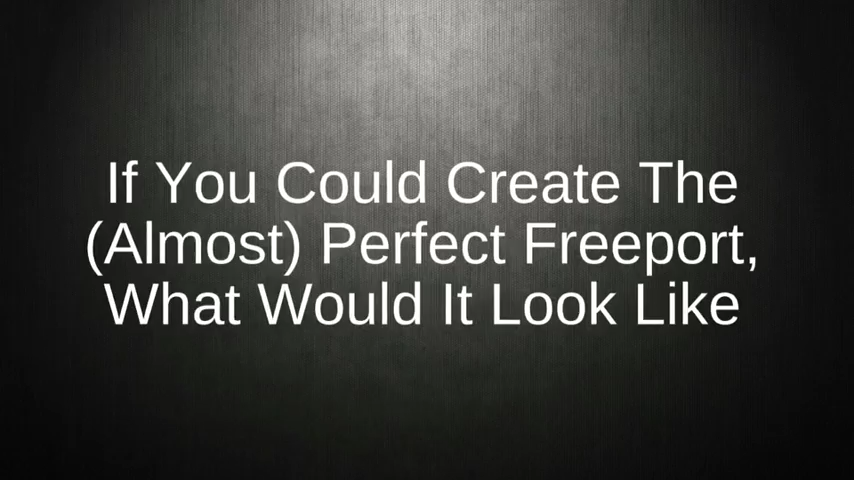 If You Could Create The
(Almost) Perfect Freeport,
What Would It Look Like